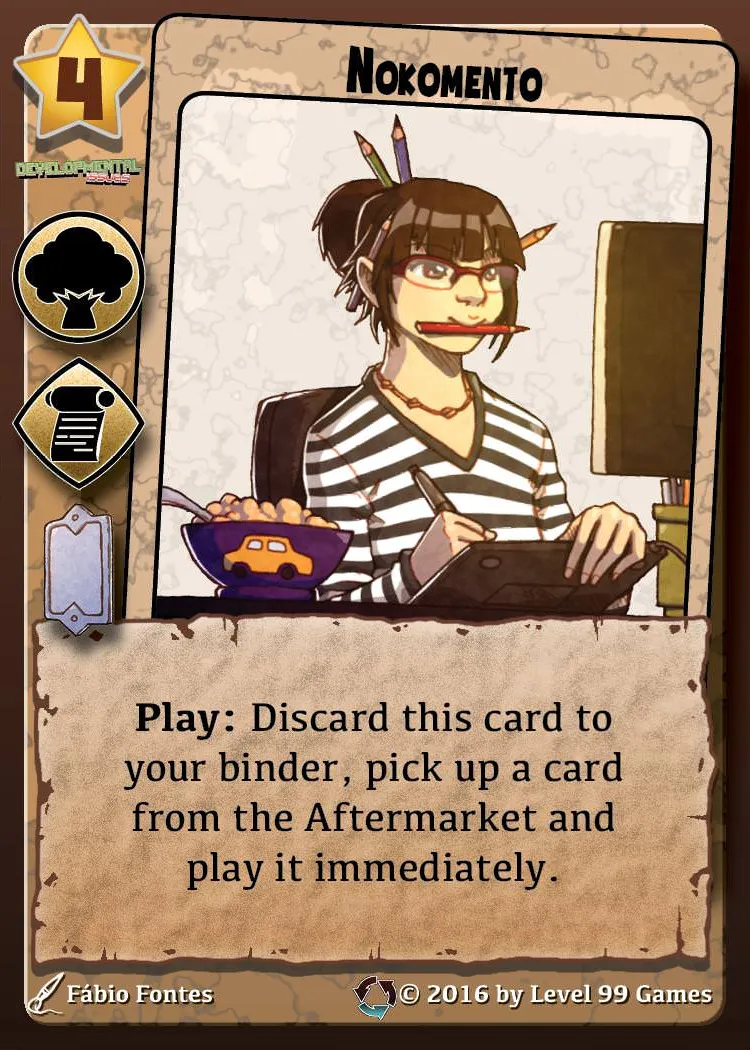 4
NOKOMENTO
DEVELOPMENTAL
ISSUES
Play: Discard this card to
your binder, pick up a card
from the Aftermarket and
play it immediately.
Fábio Fontes
© 2016 by Level 99 Games